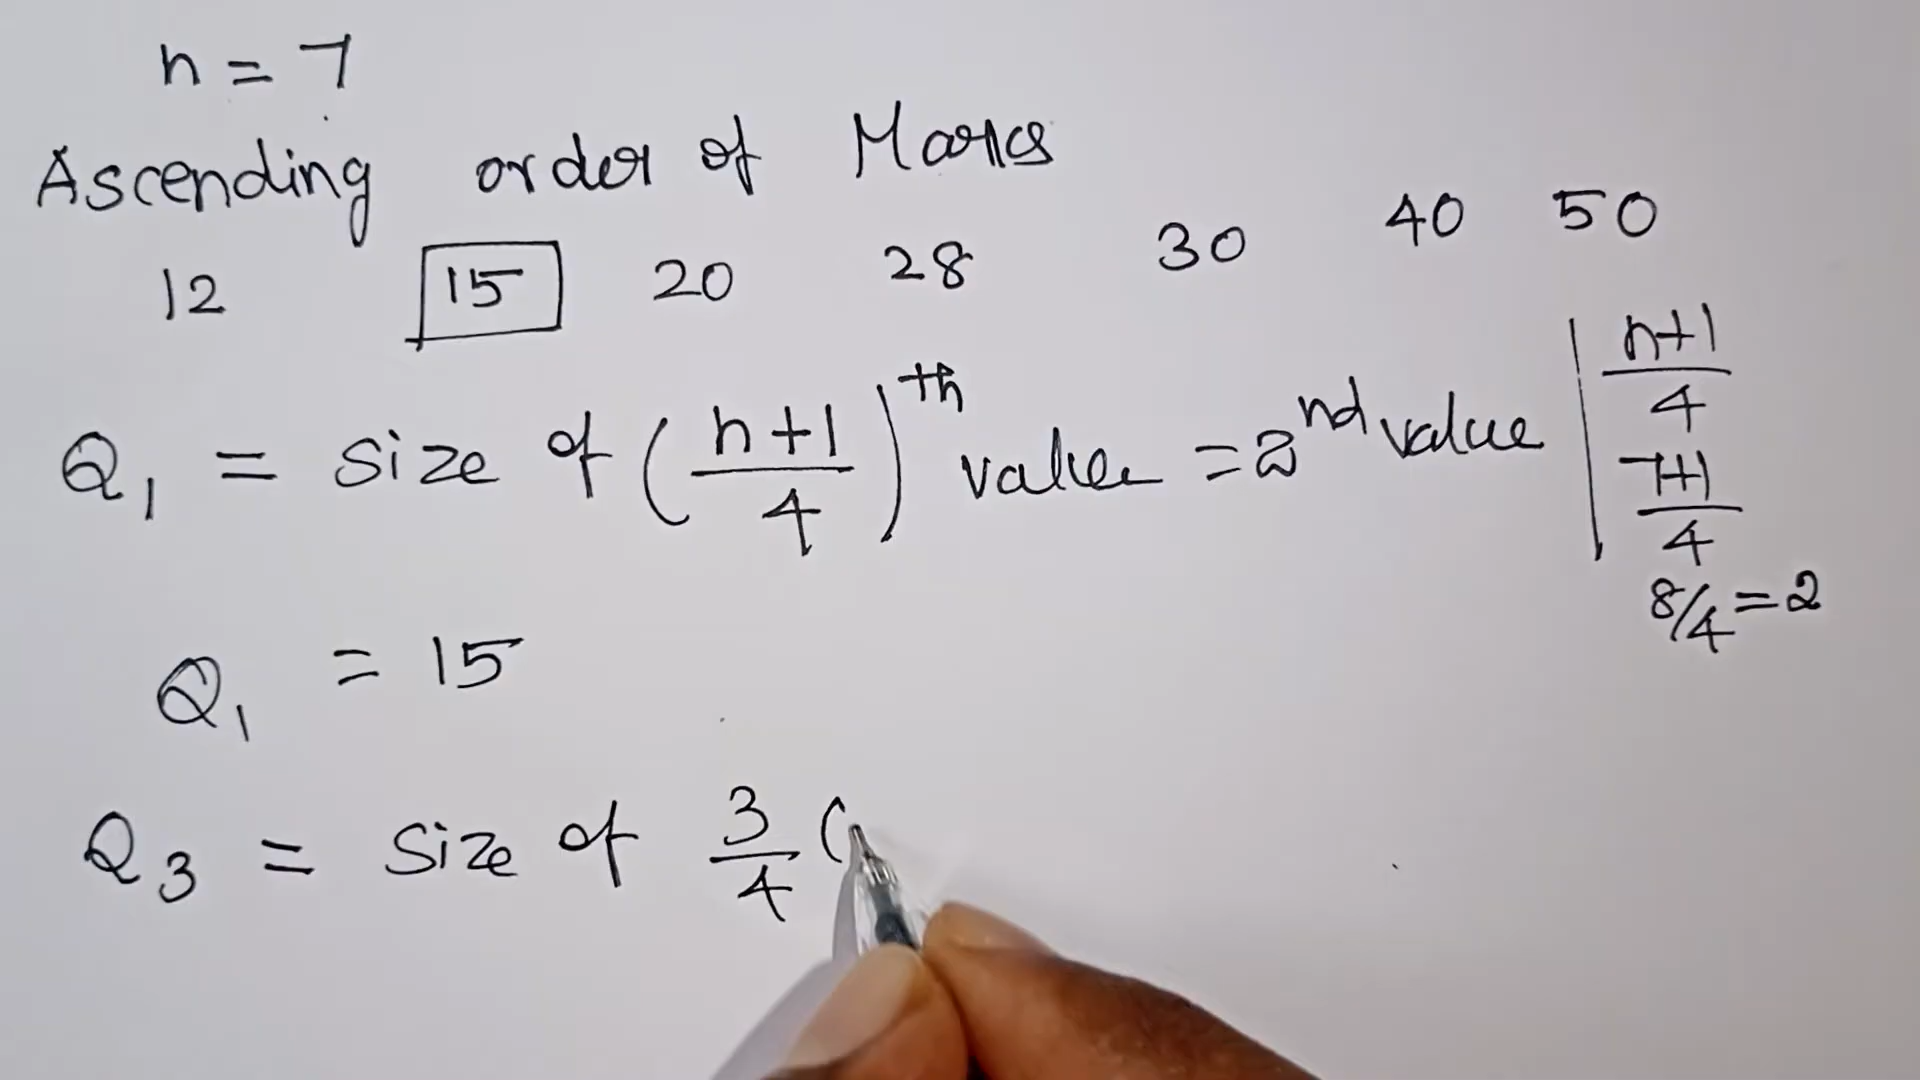 n = 7
Ascending order of Marks
12 15 20 28 30 40 50
Q₁ = size of (n+1/4)ᵗʰ value = 2ⁿᵈ value | n+1/4
7+1/4
8/4 = 2
Q₁ = 15
Q₃ = size of 3/4 (